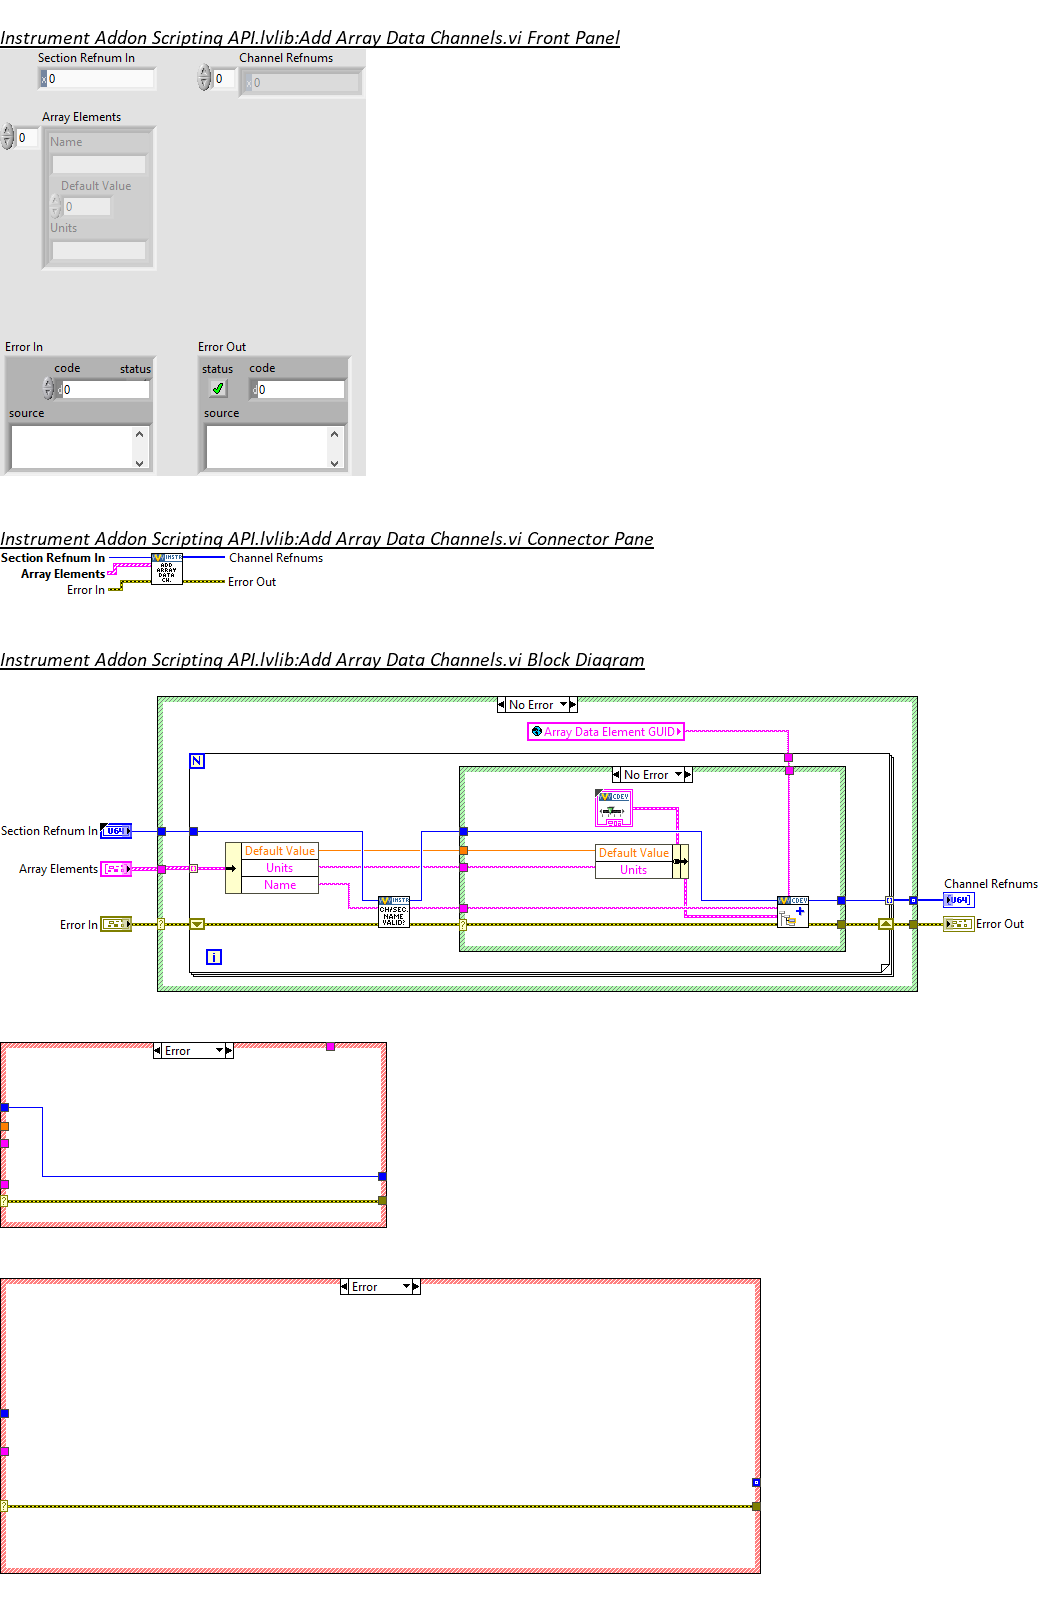 Instrument Addon Scripting API.lvlib:Add Array Data Channels.vi Front Panel
Section Refnum In
Channel Refnums
x 0
0
x 0
Array Elements
0
Name
Default Value
0
Units
Error In
Error Out
code
status
status
code
d 0
d 0
source
source
Instrument Addon Scripting API.lvlib:Add Array Data Channels.vi Connector Pane
Section Refnum In
Array Elements
Error In
INSTR
ADD
ARRAY
DATA
CH.
Channel Refnums
Error Out
Instrument Addon Scripting API.lvlib:Add Array Data Channels.vi Block Diagram
No Error
Array Data Element GUID
N
No Error
CDEV
Section Refnum In
U64
Default Value
Units
Name
Default Value
Units
Array Elements
INSTR
CH/SEC.
NAME
VALID?
CDEV
Channel Refnums
U64
Error In
?
?
Error Out
i
Error
?
Error
?